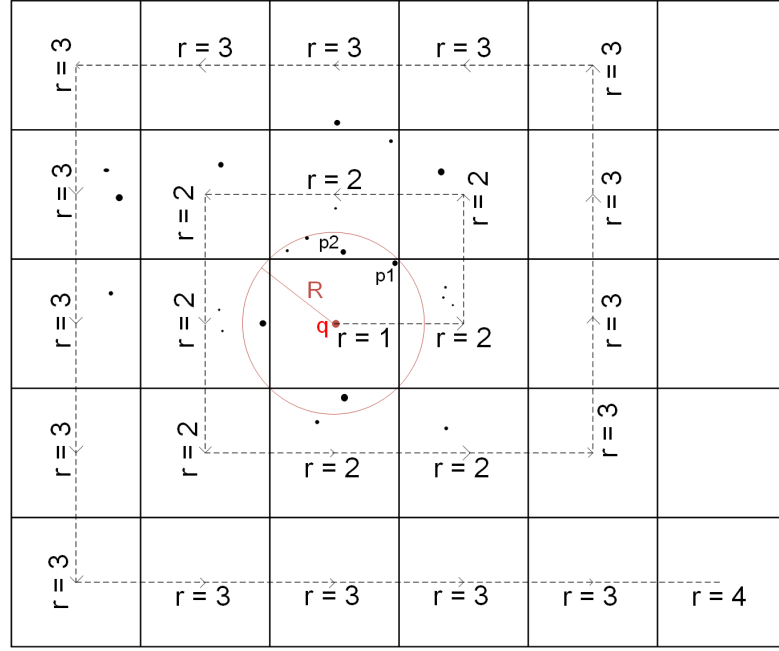 r = 3
r = 3
r = 3
r = 3
r = 3
r = 3
r = 2
r = 2
r = 2
r = 3
p2
p1
r = 3
r = 2
R
q
r = 1
r = 2
r = 3
r = 3
r = 2
r = 2
r = 2
r = 3
r = 3
r = 3
r = 3
r = 3
r = 3
r = 4